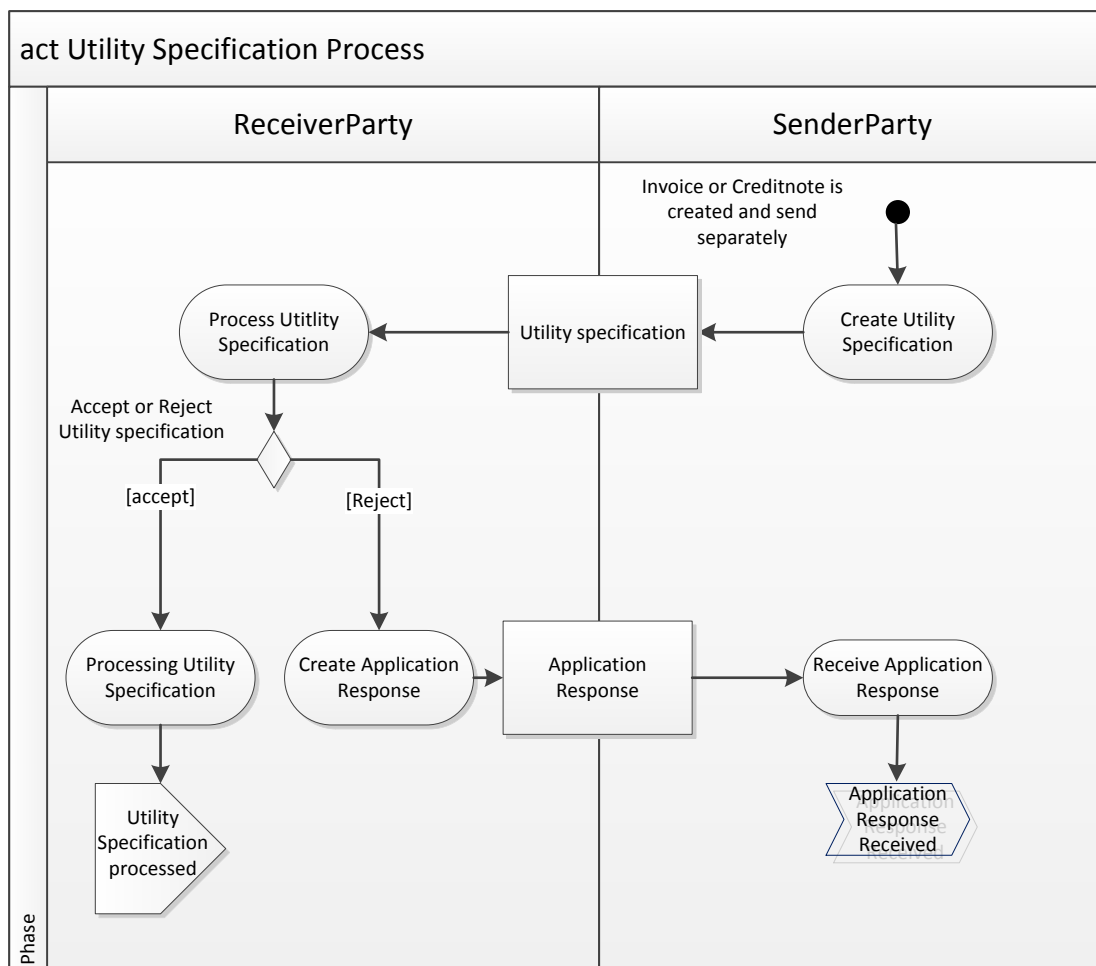 act Utility Specification Process
ReceiverParty
SenderParty
Invoice or Creditnote is
created and send
separately
Process Utitlity
Specification
Utility specification
Create Utility
Specification
Accept or Reject
Utility specification
[accept]
[Reject]
Processing Utility
Specification
Create Application
Response
Application
Response
Receive Application
Response
Utility
Specification
processed
Application
Response
Received
Phase